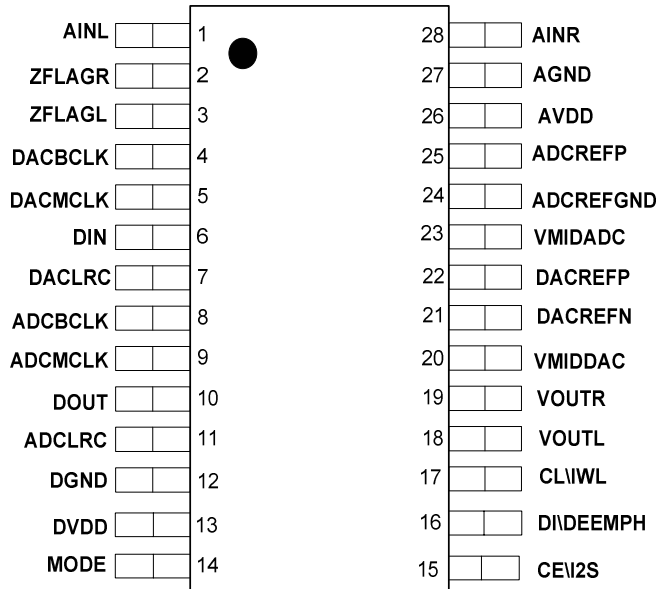 AINL 1 28 AINR
ZFLAGR 2 27 AGND
ZFLAGL 3 26 AVDD
DACBCLK 4 25 ADCREFP
DACMCLK 5 24 ADCREFGND
DIN 6 23 VMIDADC
DACLRC 7 22 DACREFP
ADCBCLK 8 21 DACREFN
ADCMCLK 9 20 VMIDDAC
DOUT 10 19 VOUTR
ADCLRC 11 18 VOUTL
DGND 12 17 CL\IWL
DVDD 13 16 DI\DEEMPH
MODE 14 15 CE\I2S